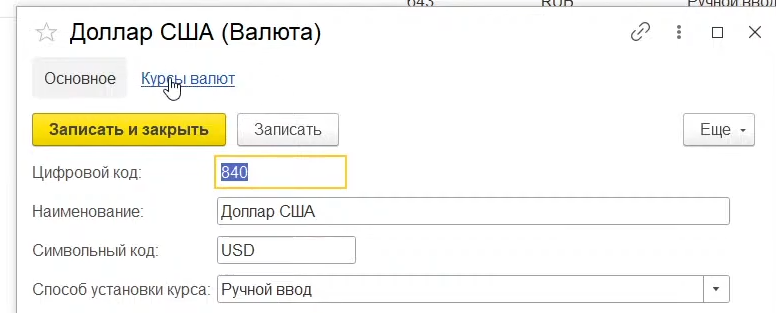 643 RUB Ручной ввод
Доллар США (Валюта)
Основное Курсы валют
Записать и закрыть Записать Еще
Цифровой код: 840
Наименование: Доллар США
Символьный код: USD
Способ установки курса: Ручной ввод